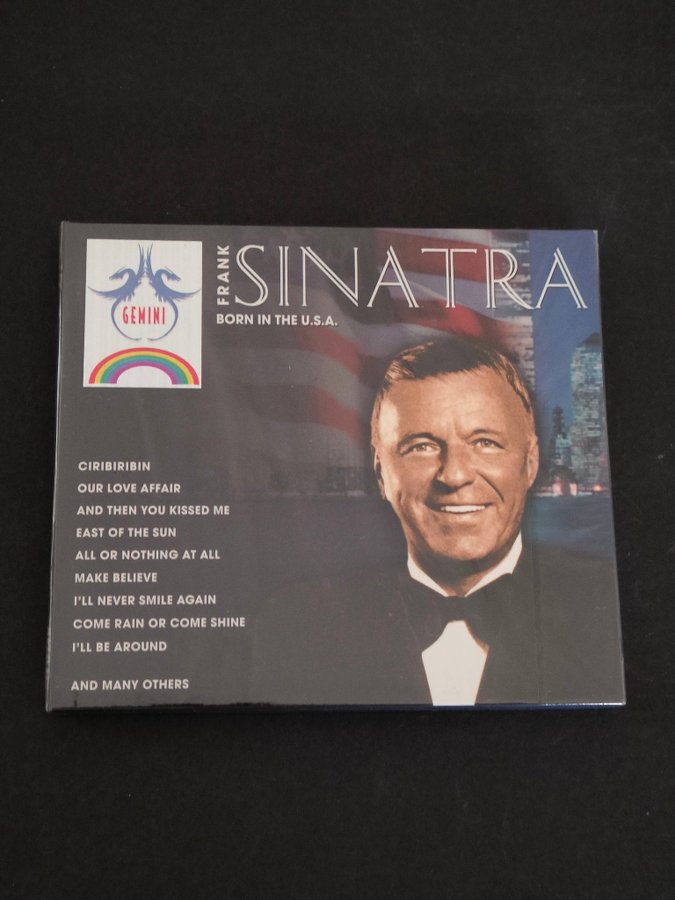 GEMINI
FRANK
SINATRA
BORN IN THE U.S.A.
CIRIBIRIBIN
OUR LOVE AFFAIR
AND THEN YOU KISSED ME
EAST OF THE SUN
ALL OR NOTHING AT ALL
MAKE BELIEVE
I'LL NEVER SMILE AGAIN
COME RAIN OR COME SHINE
I'LL BE AROUND
AND MANY OTHERS